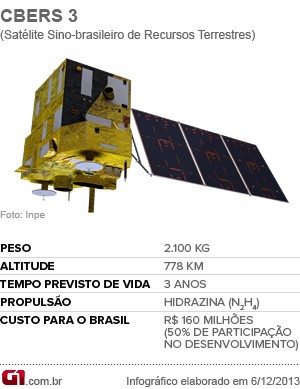 CBERS 3
(Satélite Sino-brasileiro de Recursos Terrestres)
Foto: Inpe
PESO 2.100 KG
ALTITUDE 778 KM
TEMPO PREVISTO DE VIDA 3 ANOS
PROPULSÃO HIDRAZINA (N₂H₄)
CUSTO PARA O BRASIL R$ 160 MILHÕES
(50% DE PARTICIPAÇÃO
NO DESENVOLVIMENTO)
G1.com.br Infográfico elaborado em 6/12/2013